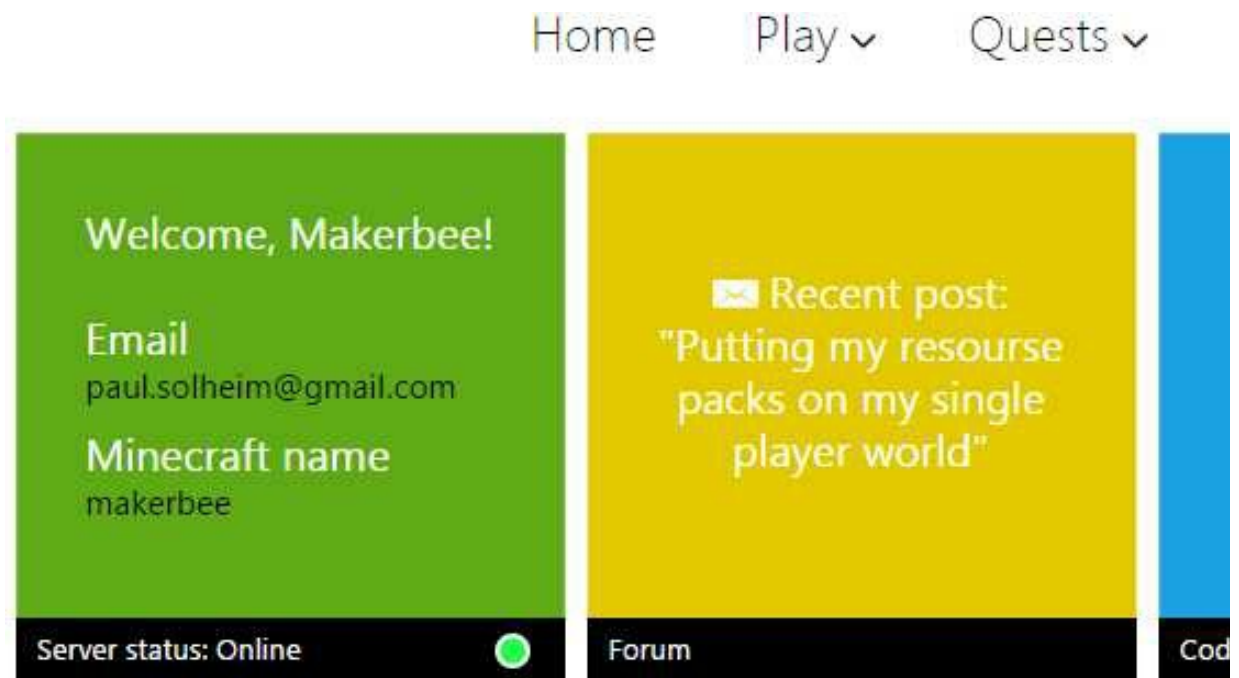 Home Play Quests
Welcome, Makerbee!
Email
paul.solheim@gmail.com
Minecraft name
makerbee
Server status: Online
Recent post:
"Putting my resourse
packs on my single
player world"
Forum
Cod